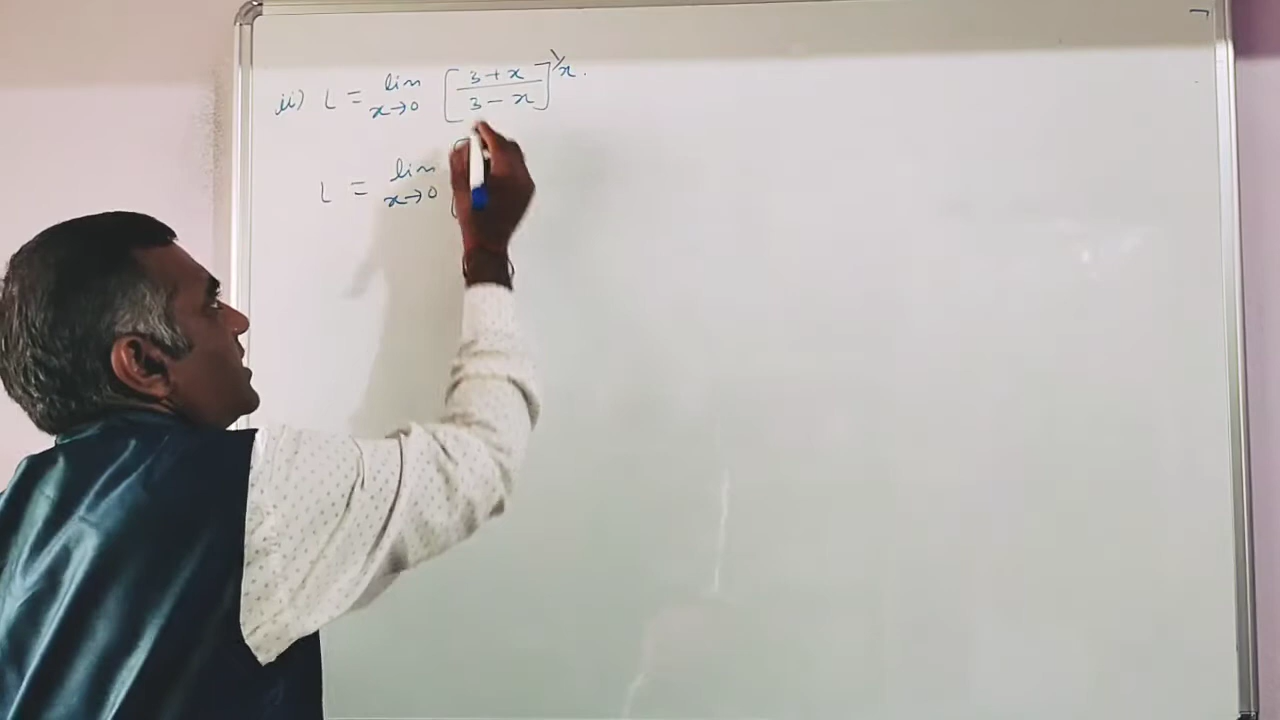 ii) L = lim x→0 [3+x / 3-x]^1/x.
L = lim x→0 [